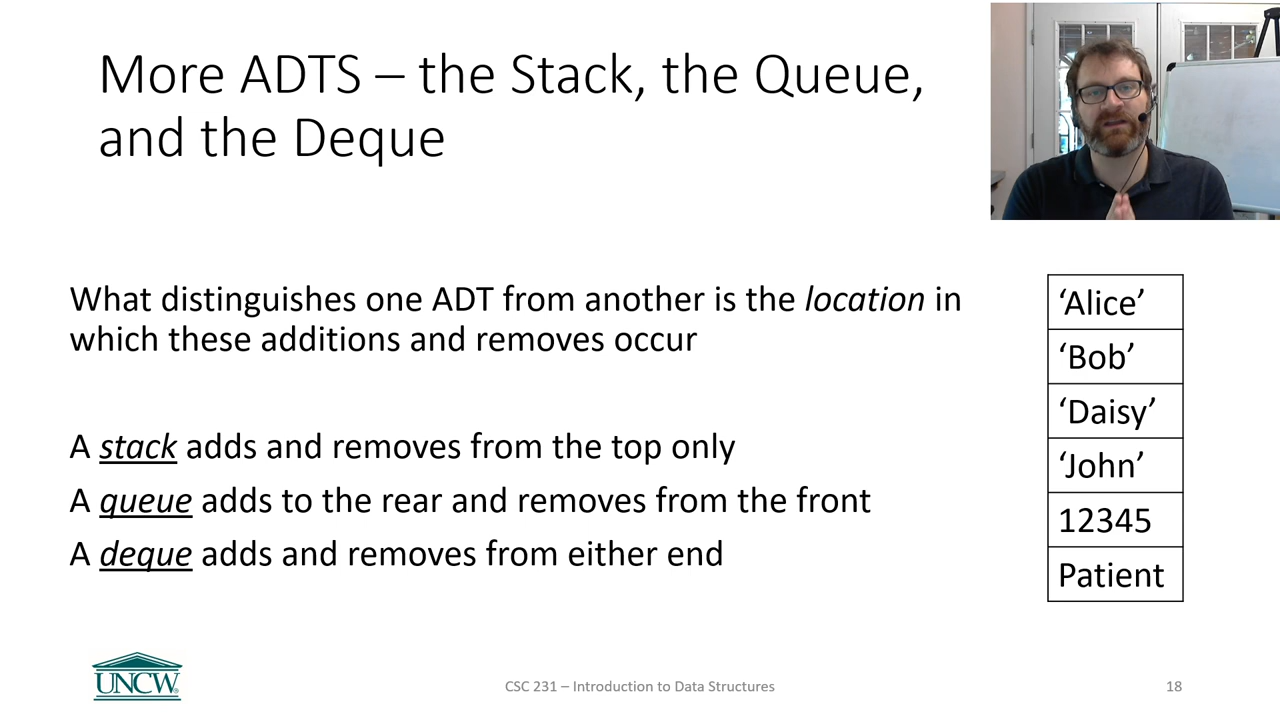 More ADTS – the Stack, the Queue,
and the Deque
What distinguishes one ADT from another is the location in
which these additions and removes occur
A stack adds and removes from the top only
A queue adds to the rear and removes from the front
A deque adds and removes from either end
‘Alice’
‘Bob’
‘Daisy’
‘John’
12345
Patient
UNCW
CSC 231 – Introduction to Data Structures
18